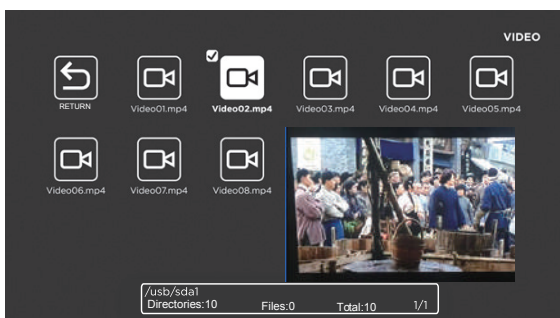 VIDEO
RETURN
Video01.mp4
Video02.mp4
Video03.mp4
Video04.mp4
Video05.mp4
Video06.mp4
Video07.mp4
Video08.mp4
/usb/sda1
Directories:10 Files:0 Total:10 1/1